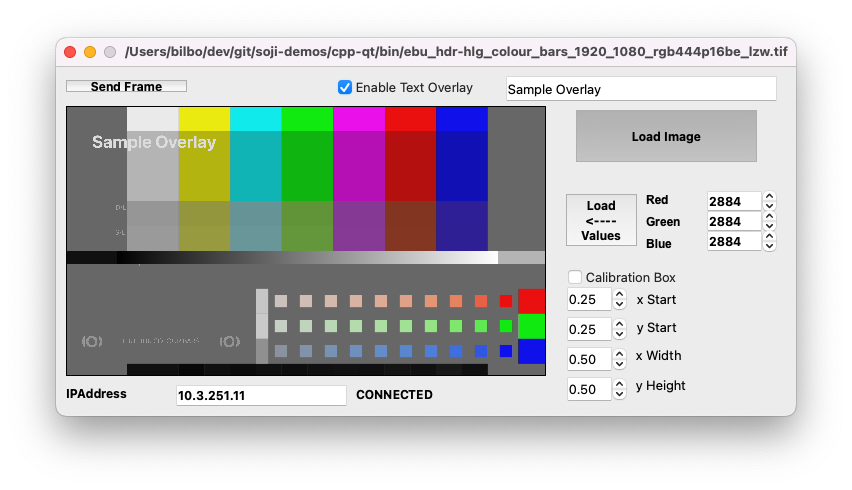 /Users/bilbo/dev/git/soji-demos/cpp-qt/bin/ebu_hdr-hlg_colour_bars_1920_1080_rgb444p16be_lzw.tif
Send Frame
Enable Text Overlay
Sample Overlay
Sample Overlay
Load Image
Load
<----
Values
Red
2884
Green
2884
Blue
2884
Calibration Box
0.25
x Start
0.25
y Start
0.50
x Width
0.50
y Height
IPAddress
10.3.251.11
CONNECTED